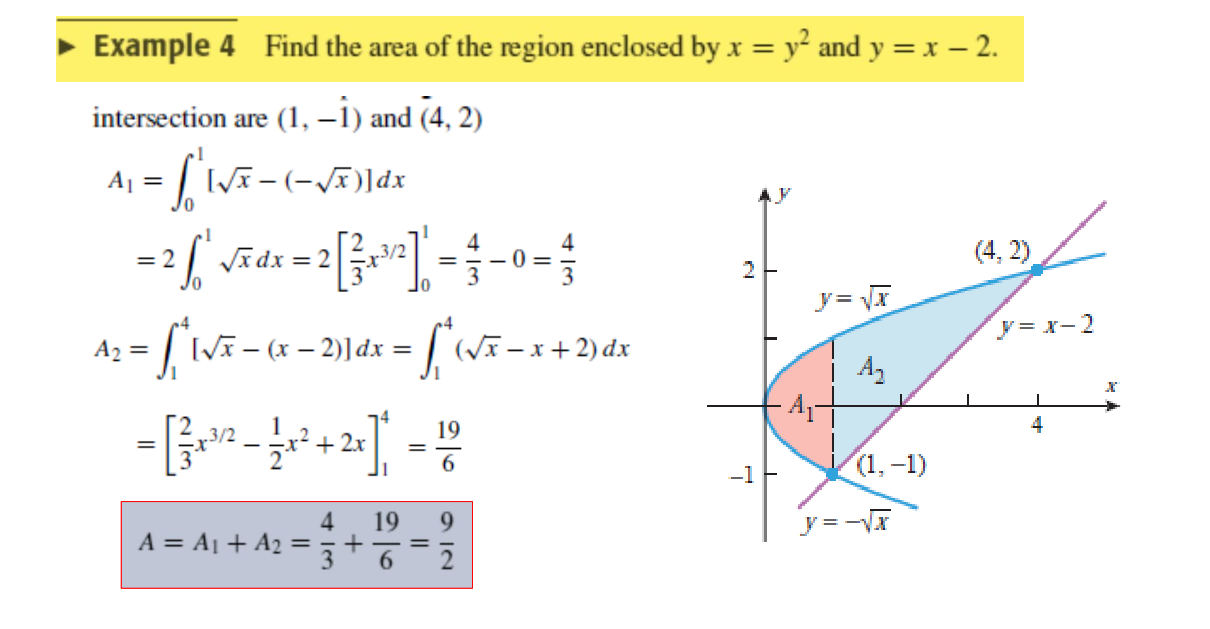 ▶ Example 4 Find the area of the region enclosed by x = y² and y = x − 2.
intersection are (1, −1) and (4, 2)
A₁ = ∫₀¹ [√x − (−√x)] dx
= 2 ∫₀¹ √x dx = 2 [2/3 x^{3/2}]₀¹ = 4/3 − 0 = 4/3
A₂ = ∫₁⁴ [√x − (x − 2)] dx = ∫₁⁴ (√x − x + 2) dx
= [2/3 x^{3/2} − 1/2 x² + 2x]₁⁴ = 19/6
A = A₁ + A₂ = 4/3 + 19/6 = 9/2
y
(4, 2)
2
y = √x
y = x − 2
A₂
x
A₁
4
−1
(1, −1)
y = −√x